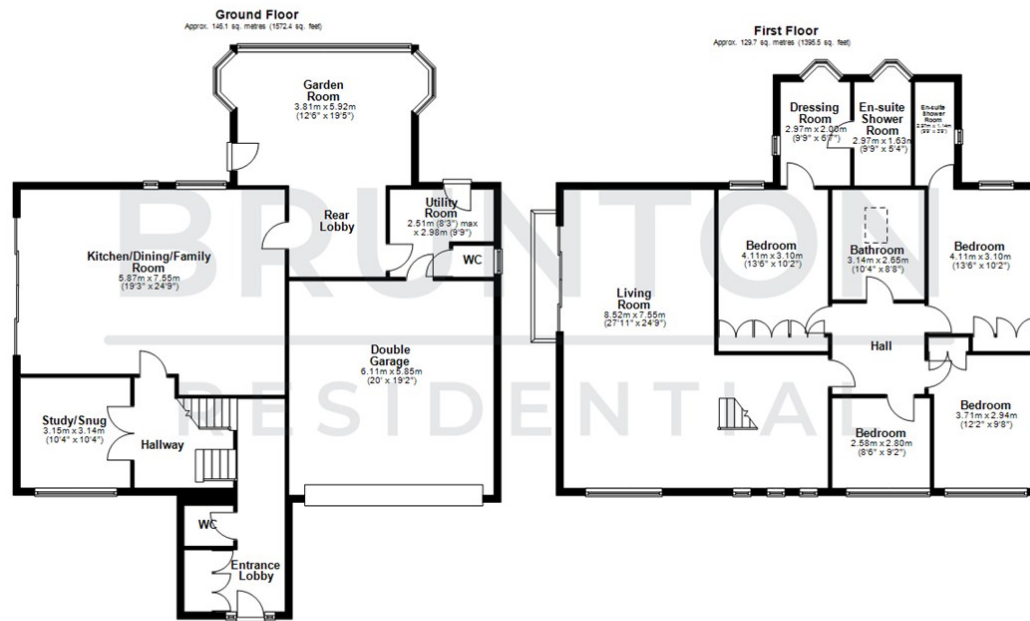 Ground Floor
Approx. 146.1 sq. metres (1572.4 sq. feet)
Garden
Room
3.81m x 5.92m
(12'6" x 19'5")
Rear
Lobby
Utility
Room
2.51m (8'3") max
x 2.98m (9'9")
WC
Kitchen/Dining/Family
Room
5.87m x 7.55m
(19'3" x 24'9")
Double
Garage
6.11m x 5.85m
(20' x 19'2")
Study/Snug
3.15m x 3.14m
(10'4" x 10'4")
Hallway
WC
Entrance
Lobby
First Floor
Approx. 129.7 sq. metres (1395.5 sq. feet)
Dressing
Room
2.97m x 2.00m
(9'9" x 6'7")
En-suite
Shower
Room
2.97m x 1.63m
(9'9" x 5'4")
En-suite
Shower
Room
Bedroom
4.11m x 3.10m
(13'6" x 10'2")
Bathroom
3.14m x 2.65m
(10'4" x 8'8")
Bedroom
4.11m x 3.10m
(13'6" x 10'2")
Living
Room
8.52m x 7.55m
(27'11" x 24'9")
Hall
Bedroom
2.58m x 2.80m
(8'6" x 9'2")
Bedroom
3.71m x 2.94m
(12'2" x 9'8")
BRUNTON
RESIDENTIAL